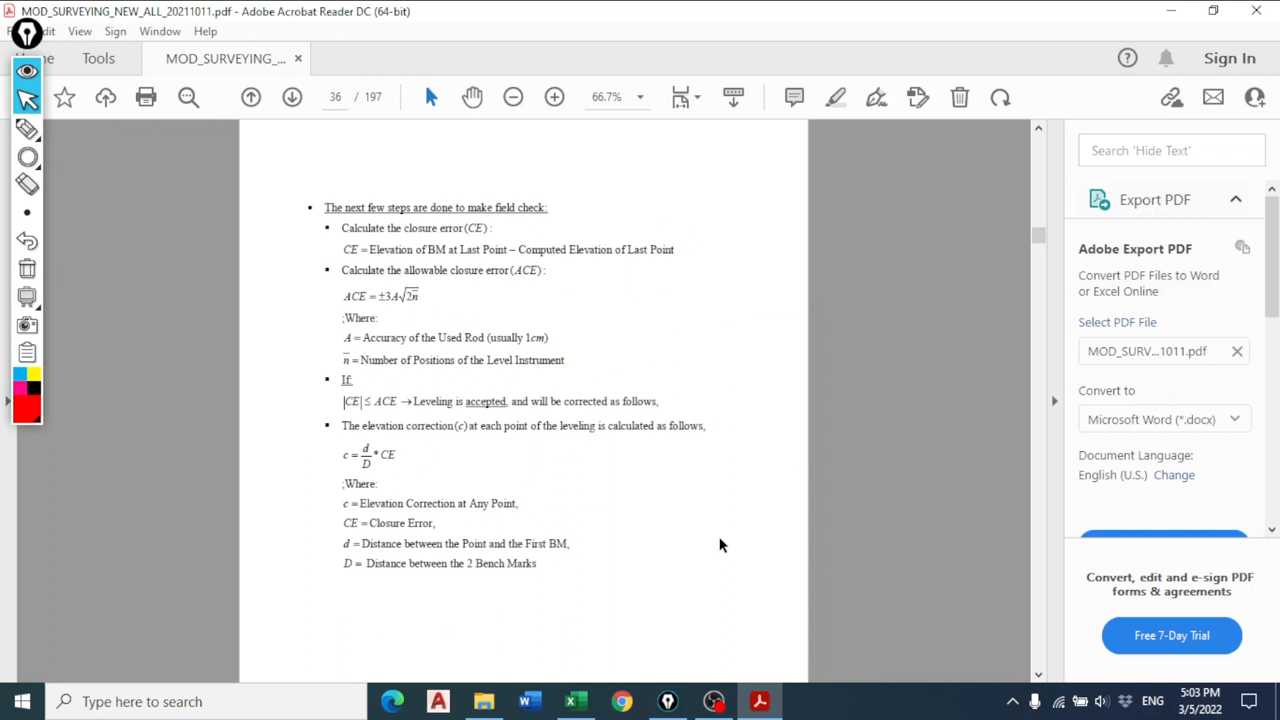 MOD_SURVEYING_NEW_ALL_20211011.pdf - Adobe Acrobat Reader DC (64-bit)
View Sign Window Help
Tools MOD_SURVEYING_... Sign In
36 / 197 66.7%
• The next few steps are done to make field check:
▪ Calculate the closure error (CE) :
CE = Elevation of BM at Last Point – Computed Elevation of Last Point
▪ Calculate the allowable closure error (ACE) :
ACE = ±3A√2n̅
;Where:
A = Accuracy of the Used Rod (usually 1cm)
n̅ = Number of Positions of the Level Instrument
▪ If:
|CE| ≤ ACE → Leveling is accepted, and will be corrected as follows,
▪ The elevation correction (c) at each point of the leveling is calculated as follows,
c = d/D * CE
;Where:
c = Elevation Correction at Any Point,
CE = Closure Error,
d = Distance between the Point and the First BM,
D = Distance between the 2 Bench Marks
Search 'Hide Text'
Export PDF
Adobe Export PDF
Convert PDF Files to Word
or Excel Online
Select PDF File
MOD_SURV...1011.pdf
Convert to
Microsoft Word (*.docx)
Document Language:
English (U.S.) Change
Convert, edit and e-sign PDF
forms & agreements
Free 7-Day Trial
Type here to search
ENG
5:03 PM
3/5/2022